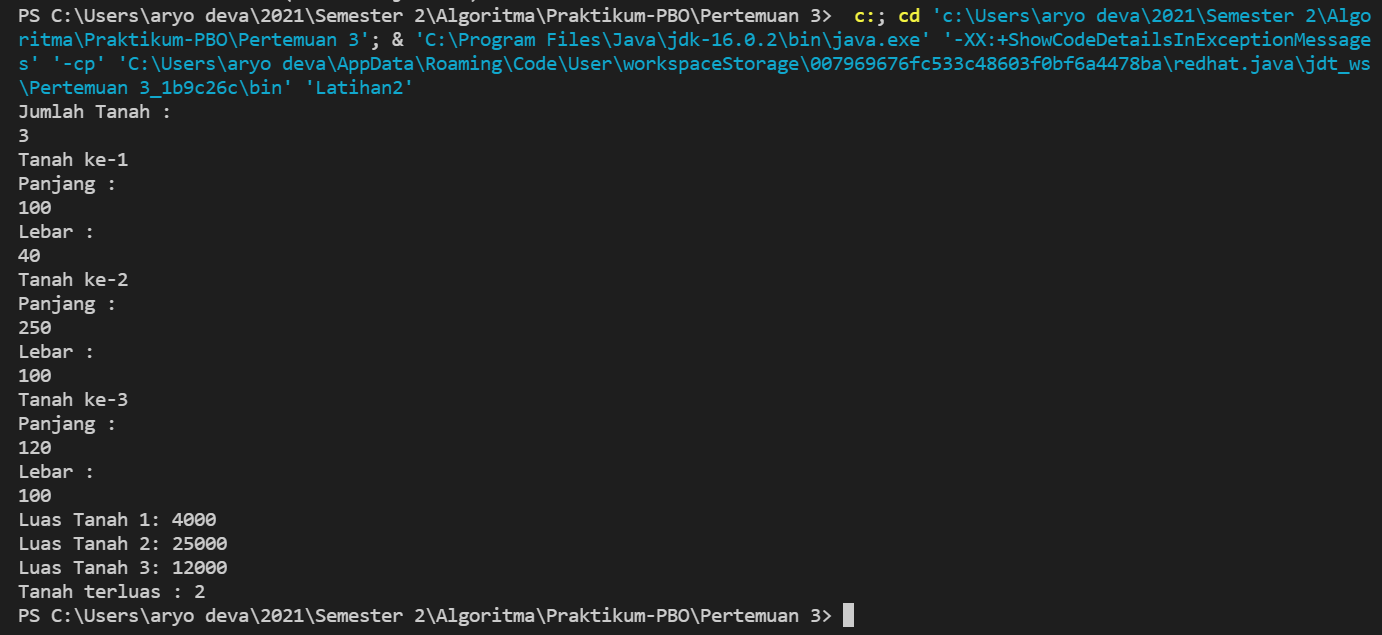 PS C:\Users\aryo deva\2021\Semester 2\Algoritma\Praktikum-PBO\Pertemuan 3>  c:; cd 'c:\Users\aryo deva\2021\Semester 2\Algo
ritma\Praktikum-PBO\Pertemuan 3'; & 'C:\Program Files\Java\jdk-16.0.2\bin\java.exe' '-XX:+ShowCodeDetailsInExceptionMessage
s' '-cp' 'C:\Users\aryo deva\AppData\Roaming\Code\User\workspaceStorage\007969676fc533c48603f0bf6a4478ba\redhat.java\jdt_ws
\Pertemuan 3_1b9c26c\bin' 'Latihan2'
Jumlah Tanah :
3
Tanah ke-1
Panjang :
100
Lebar :
40
Tanah ke-2
Panjang :
250
Lebar :
100
Tanah ke-3
Panjang :
120
Lebar :
100
Luas Tanah 1: 4000
Luas Tanah 2: 25000
Luas Tanah 3: 12000
Tanah terluas : 2
PS C:\Users\aryo deva\2021\Semester 2\Algoritma\Praktikum-PBO\Pertemuan 3>